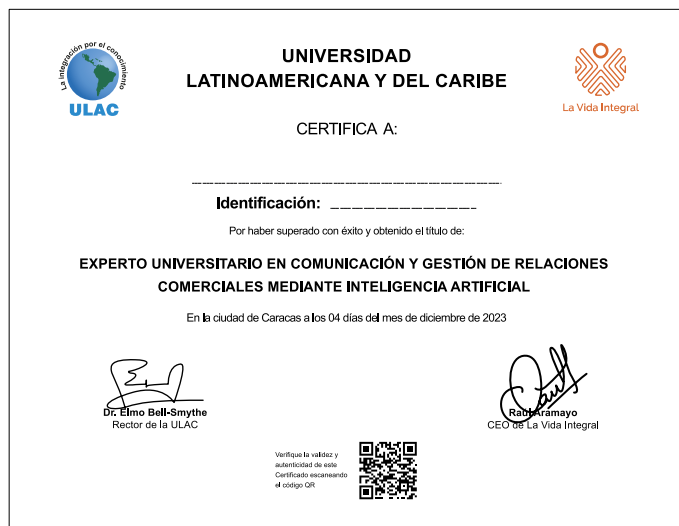 La integración por el conocimiento
ULAC
UNIVERSIDAD
LATINOAMERICANA Y DEL CARIBE
La Vida Integral
CERTIFICA A:
Identificación:
Por haber superado con éxito y obtenido el título de:
EXPERTO UNIVERSITARIO EN COMUNICACIÓN Y GESTIÓN DE RELACIONES
COMERCIALES MEDIANTE INTELIGENCIA ARTIFICIAL
En la ciudad de Caracas a los 04 días del mes de diciembre de 2023
Dr. Elmo Bell-Smythe
Rector de la ULAC
Raúl Aramayo
CEO de La Vida Integral
Verifique la validez y
autenticidad de este
Certificado escaneando
el código QR